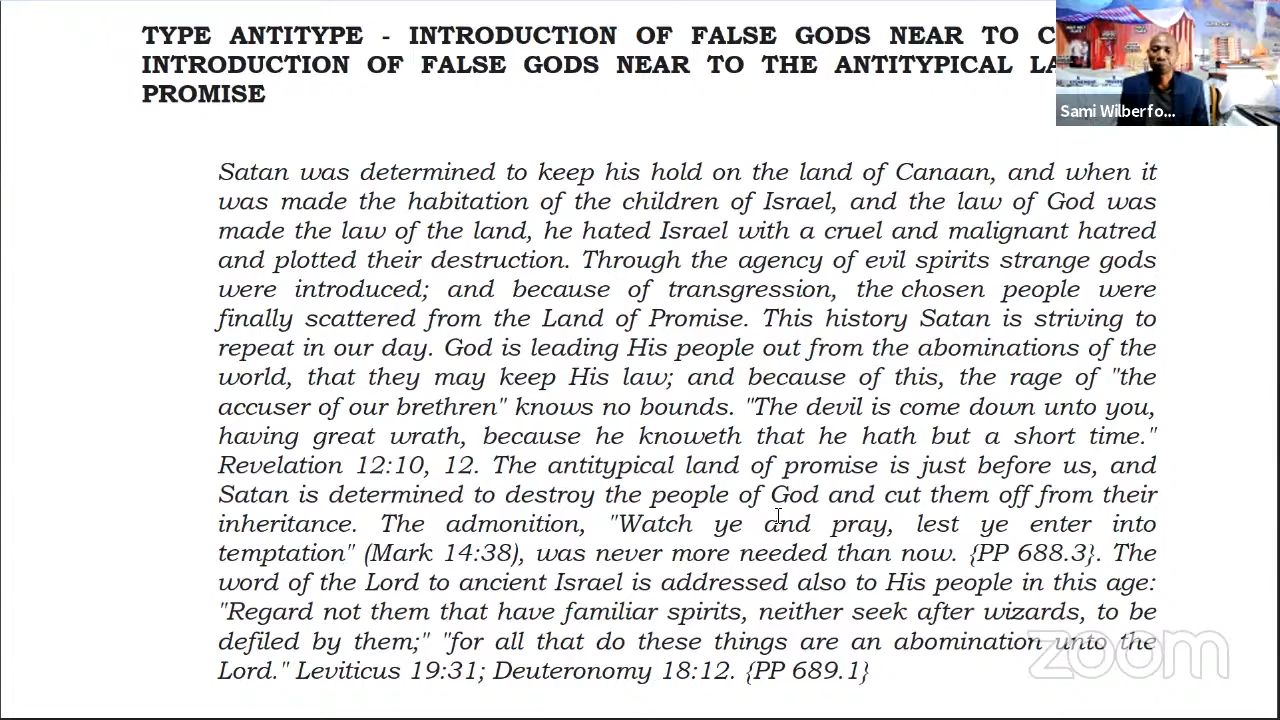 TYPE ANTITYPE - INTRODUCTION OF FALSE GODS NEAR TO
INTRODUCTION OF FALSE GODS NEAR TO THE ANTITYPICAL
PROMISE
Sami Wilberfo...
Satan was determined to keep his hold on the land of Canaan, and when it
was made the habitation of the children of Israel, and the law of God was
made the law of the land, he hated Israel with a cruel and malignant hatred
and plotted their destruction. Through the agency of evil spirits strange gods
were introduced; and because of transgression, the chosen people were
finally scattered from the Land of Promise. This history Satan is striving to
repeat in our day. God is leading His people out from the abominations of the
world, that they may keep His law; and because of this, the rage of "the
accuser of our brethren" knows no bounds. "The devil is come down unto you,
having great wrath, because he knoweth that he hath but a short time."
Revelation 12:10, 12. The antitypical land of promise is just before us, and
Satan is determined to destroy the people of God and cut them off from their
inheritance. The admonition, "Watch ye and pray, lest ye enter into
temptation" (Mark 14:38), was never more needed than now. {PP 688.3}. The
word of the Lord to ancient Israel is addressed also to His people in this age:
"Regard not them that have familiar spirits, neither seek after wizards, to be
defiled by them;" "for all that do these things are an abomination unto the
Lord." Leviticus 19:31; Deuteronomy 18:12. {PP 689.1}
zoom